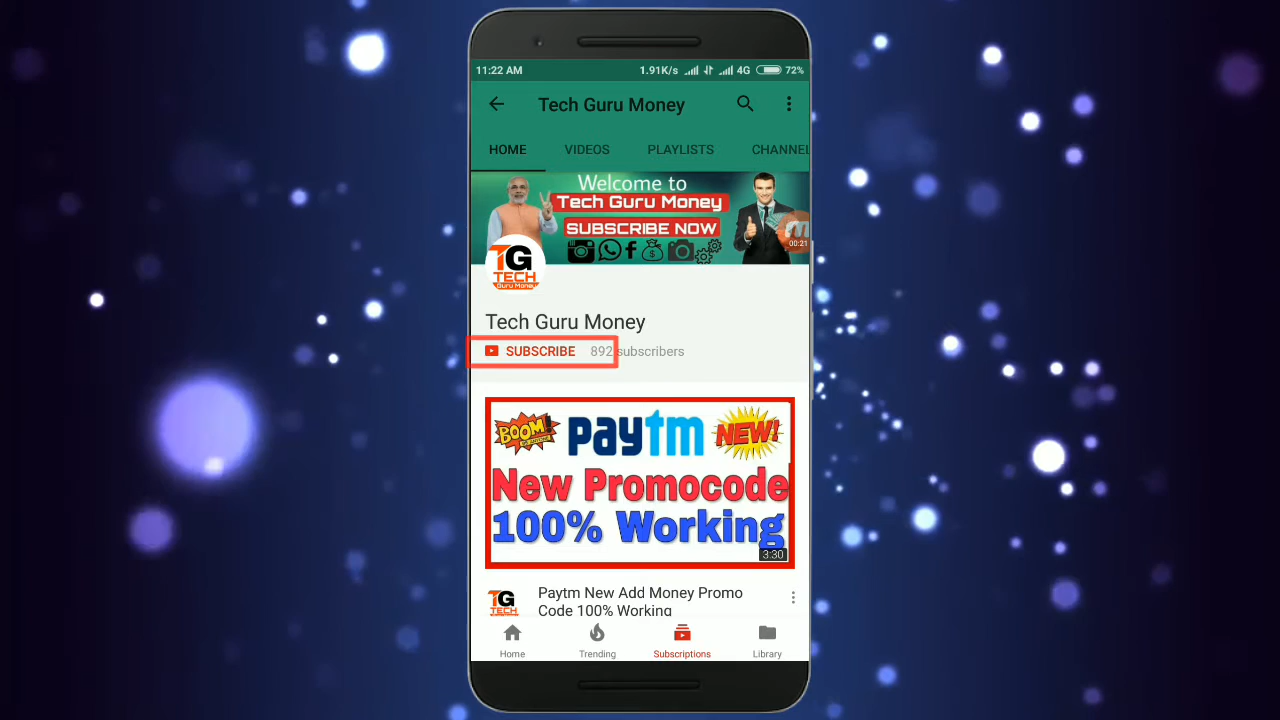 11:22 AM 1.91K/s 4G 72%
Tech Guru Money
HOME VIDEOS PLAYLISTS CHANNEL
Welcome to
Tech Guru Money
SUBSCRIBE NOW
00:21
TG
TECH
Guru Money
Tech Guru Money
SUBSCRIBE 892 subscribers
BOOM! paytm NEW!
New Promocode
100% Working
3:30
TG
TECH
Paytm New Add Money Promo
Code 100% Working
Home Trending Subscriptions Library